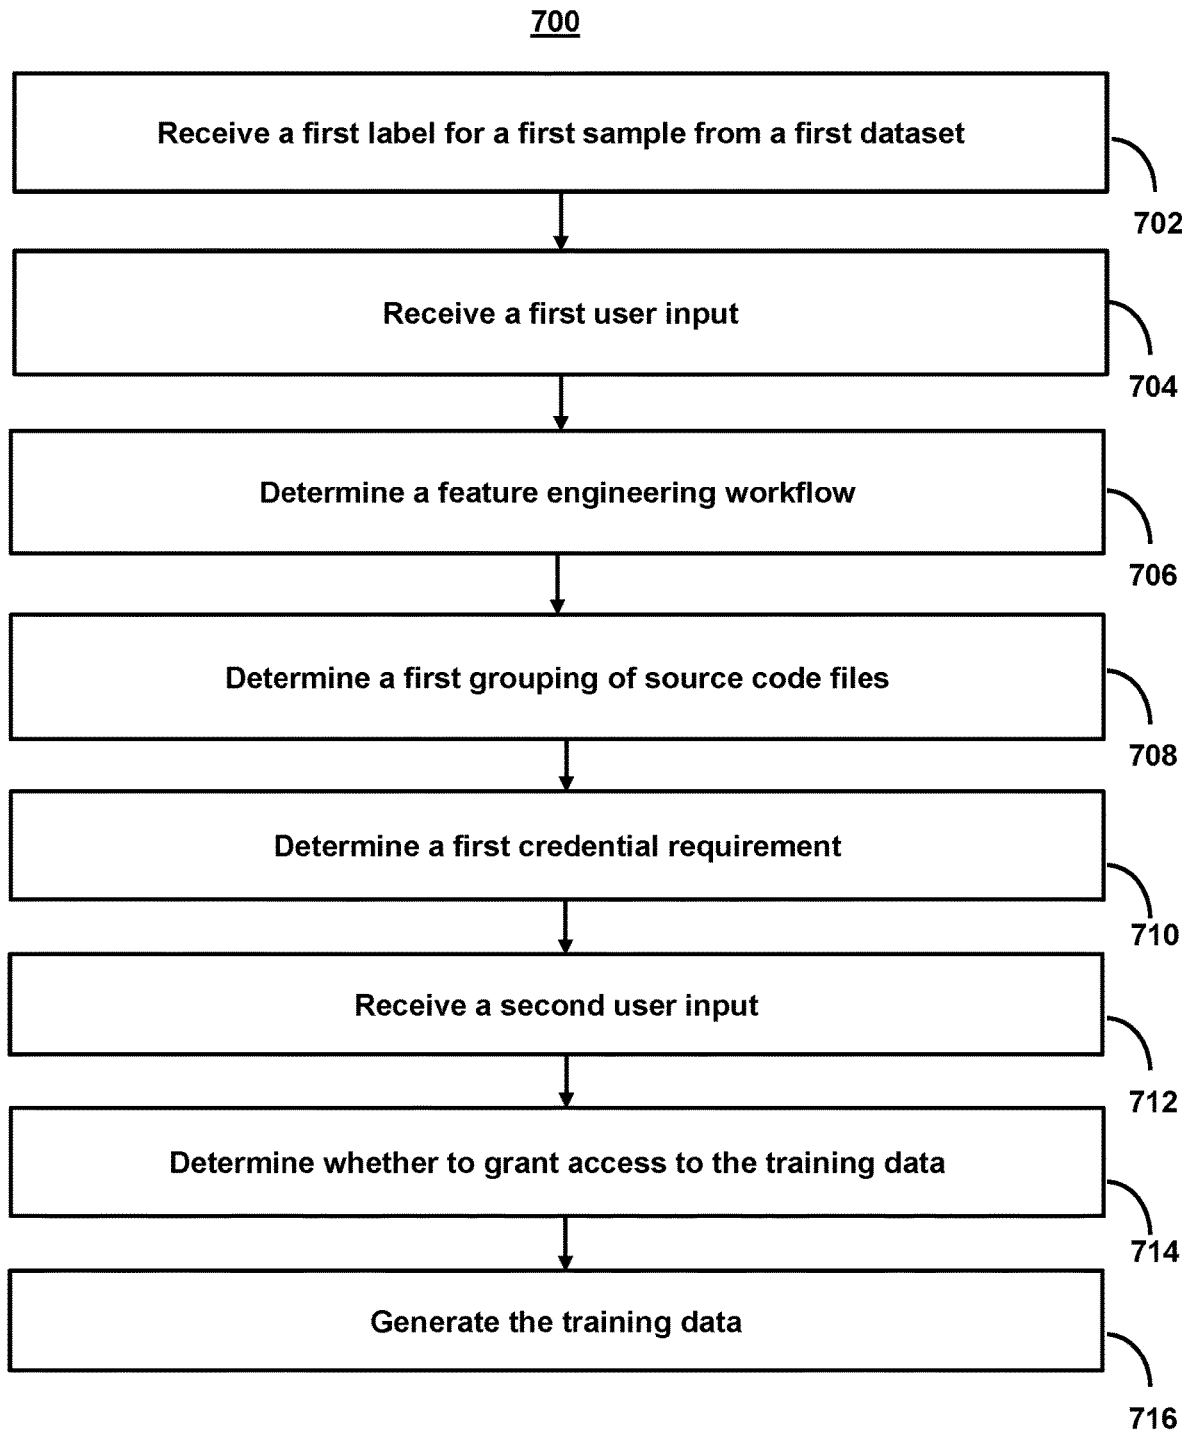 700
Receive a first label for a first sample from a first dataset
702
Receive a first user input
704
Determine a feature engineering workflow
706
Determine a first grouping of source code files
708
Determine a first credential requirement
710
Receive a second user input
712
Determine whether to grant access to the training data
714
Generate the training data
716